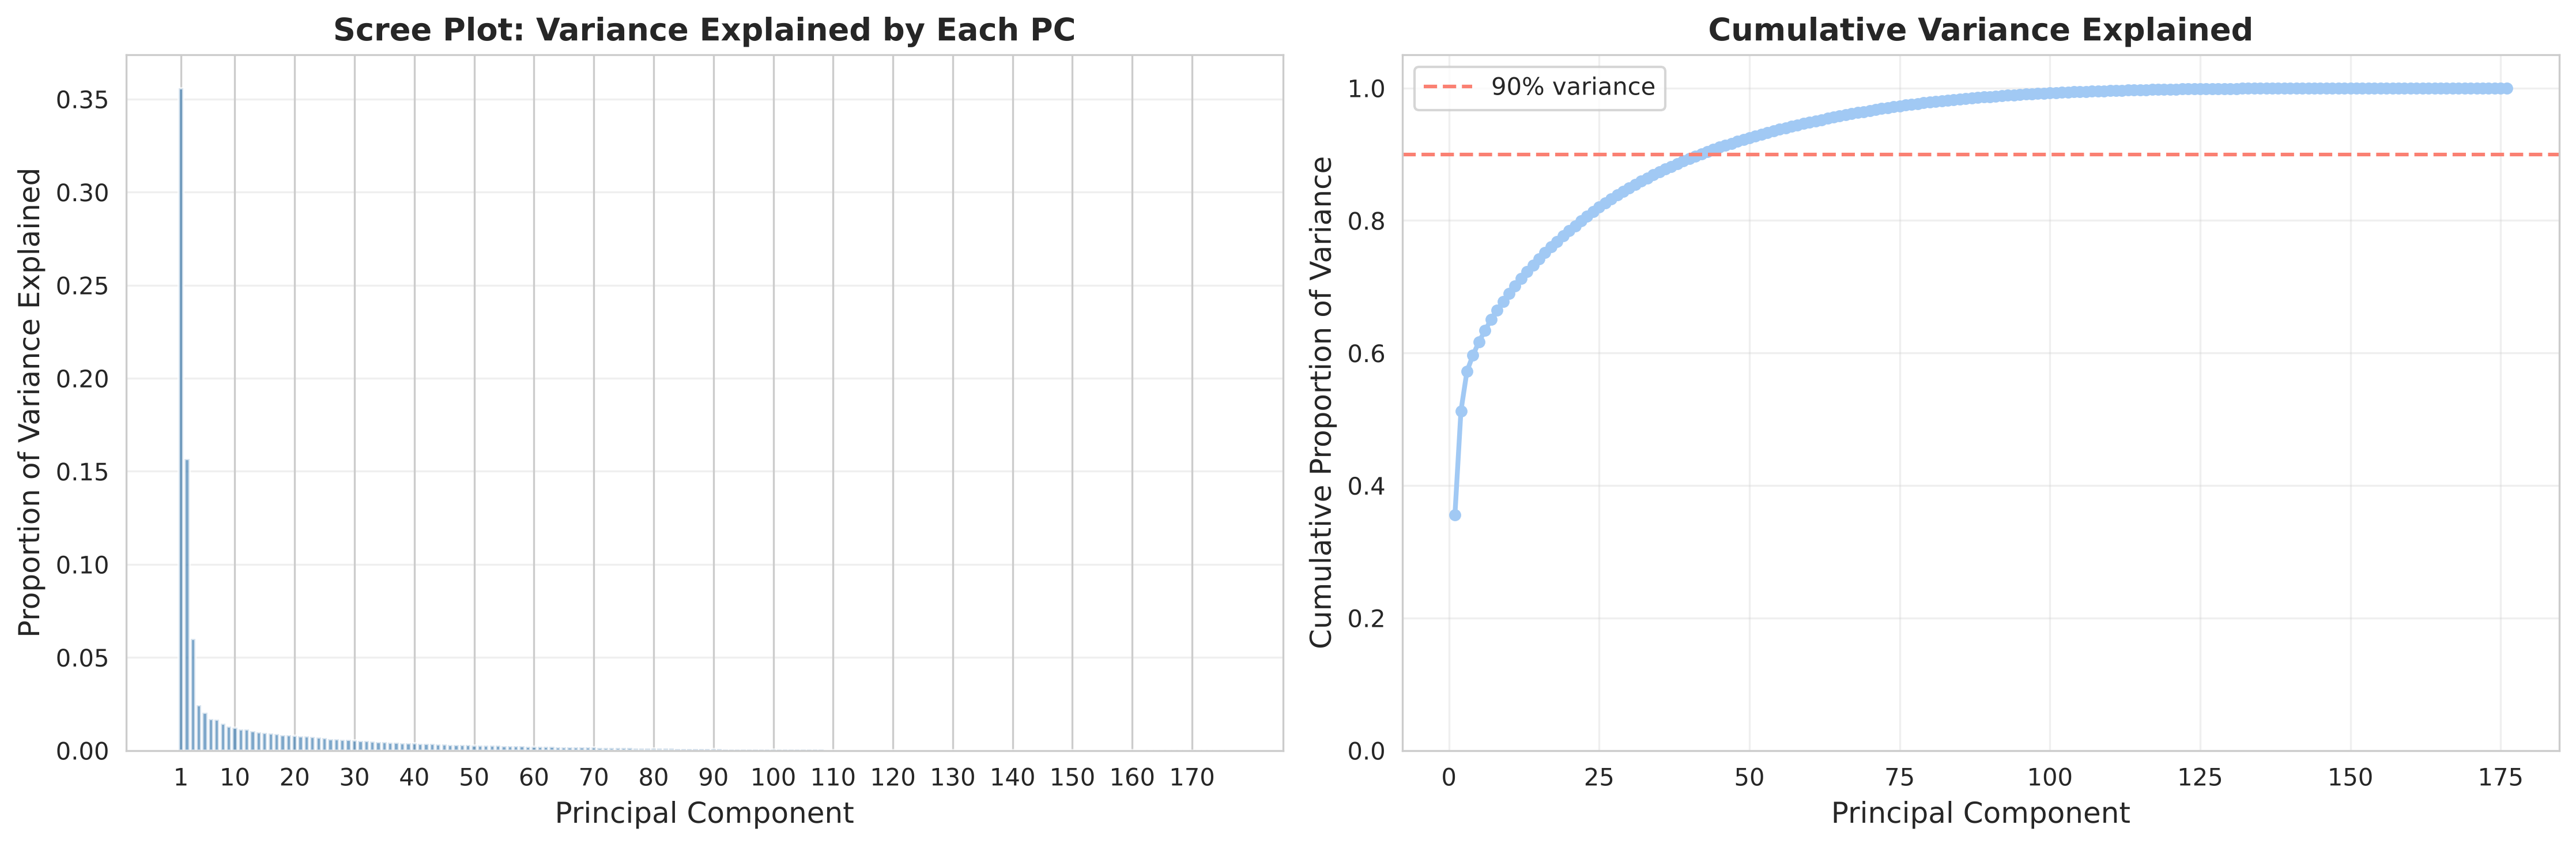 Scree Plot: Variance Explained by Each PC
Proportion of Variance Explained
0.35
0.30
0.25
0.20
0.15
0.10
0.05
0.00
1 10 20 30 40 50 60 70 80 90 100 110 120 130 140 150 160 170
Principal Component
Cumulative Variance Explained
90% variance
Cumulative Proportion of Variance
1.0
0.8
0.6
0.4
0.2
0.0
0 25 50 75 100 125 150 175
Principal Component